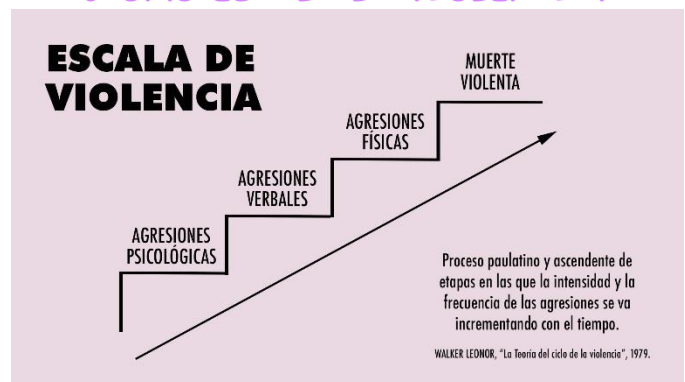 ESCALA DE
VIOLENCIA
MUERTE
VIOLENTA
AGRESIONES
FÍSICAS
AGRESIONES
VERBALES
AGRESIONES
PSICOLÓGICAS
Proceso paulatino y ascendente de
etapas en las que la intensidad y la
frecuencia de las agresiones se va
incrementando con el tiempo.
WALKER LEONOR, "La Teoría del ciclo de la violencia", 1979.